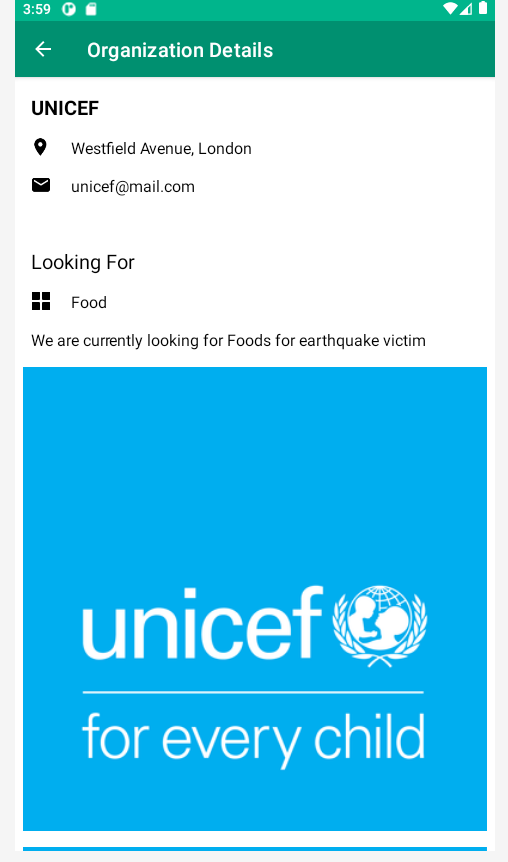 3:59
Organization Details
UNICEF
Westfield Avenue, London
unicef@mail.com
Looking For
Food
We are currently looking for Foods for earthquake victim
unicef
for every child